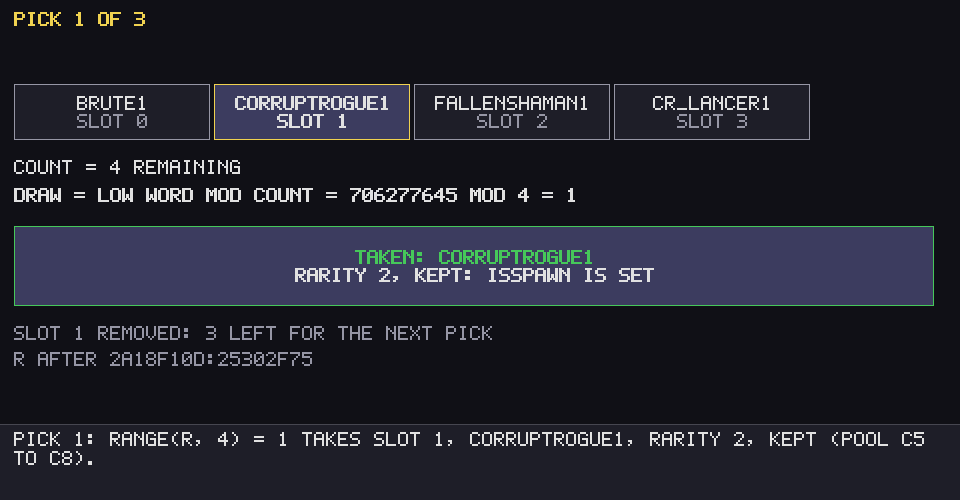 PICK 1 OF 3
BRUTE1
SLOT 0
CORRUPTROGUE1
SLOT 1
FALLENSHAMAN1
SLOT 2
CR_LANCER1
SLOT 3
COUNT = 4 REMAINING
DRAW = LOW WORD MOD COUNT = 706277645 MOD 4 = 1
TAKEN: CORRUPTROGUE1
RARITY 2, KEPT: ISSPAWN IS SET
SLOT 1 REMOVED: 3 LEFT FOR THE NEXT PICK
R AFTER 2A18F10D:25302F75
PICK 1: RANGE(R, 4) = 1 TAKES SLOT 1, CORRUPTROGUE1, RARITY 2, KEPT (POOL C5
TO C8).